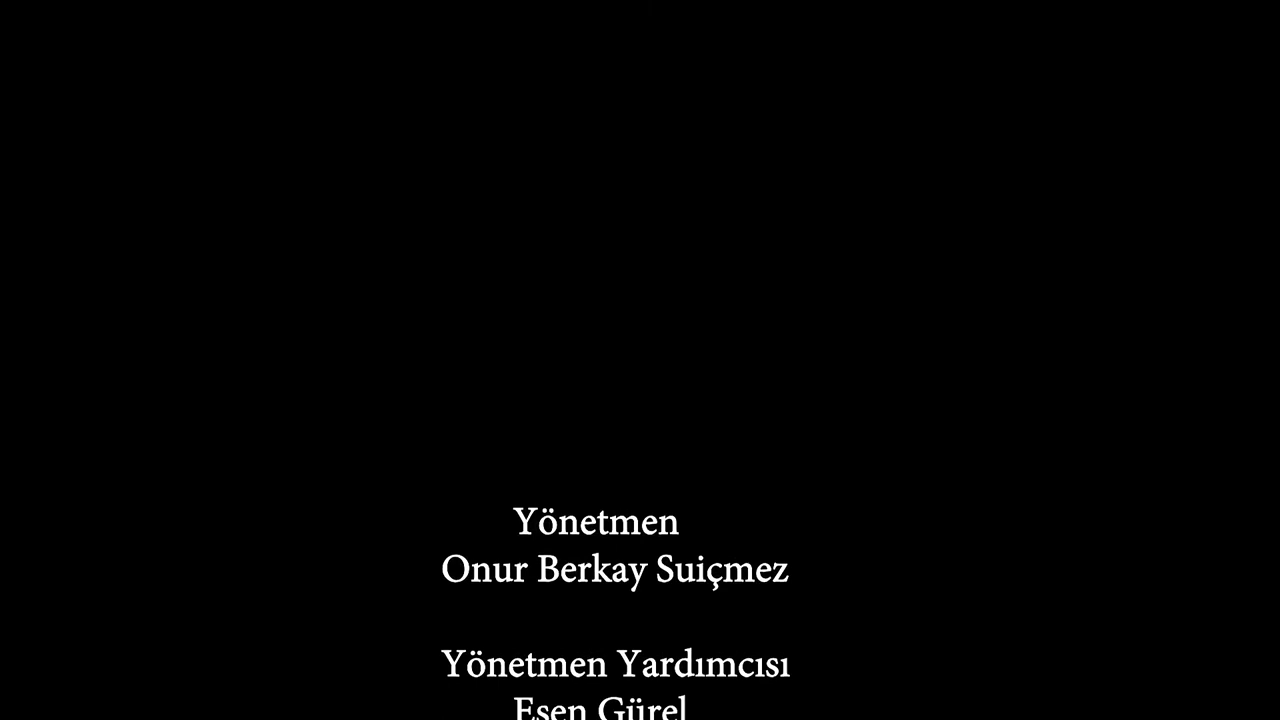 Yönetmen
Onur Berkay Suiçmez
Yönetmen Yardımcısı
Esen Gürel